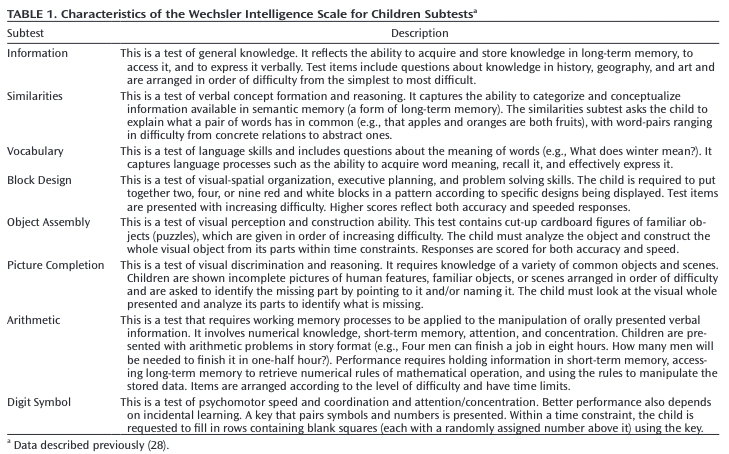 TABLE 1. Characteristics of the Wechsler Intelligence Scale for Children Subtestsª
Subtest Description
Information This is a test of general knowledge. It reflects the ability to acquire and store knowledge in long-term memory, to
access it, and to express it verbally. Test items include questions about knowledge in history, geography, and art and
are arranged in order of difficulty from the simplest to most difficult.
Similarities This is a test of verbal concept formation and reasoning. It captures the ability to categorize and conceptualize
information available in semantic memory (a form of long-term memory). The similarities subtest asks the child to
explain what a pair of words has in common (e.g., that apples and oranges are both fruits), with word-pairs ranging
in difficulty from concrete relations to abstract ones.
Vocabulary This is a test of language skills and includes questions about the meaning of words (e.g., What does winter mean?). It
captures language processes such as the ability to acquire word meaning, recall it, and effectively express it.
Block Design This is a test of visual-spatial organization, executive planning, and problem solving skills. The child is required to put
together two, four, or nine red and white blocks in a pattern according to specific designs being displayed. Test items
are presented with increasing difficulty. Higher scores reflect both accuracy and speeded responses.
Object Assembly This is a test of visual perception and construction ability. This test contains cut-up cardboard figures of familiar ob-
jects (puzzles), which are given in order of increasing difficulty. The child must analyze the object and construct the
whole visual object from its parts within time constraints. Responses are scored for both accuracy and speed.
Picture Completion This is a test of visual discrimination and reasoning. It requires knowledge of a variety of common objects and scenes.
Children are shown incomplete pictures of human features, familiar objects, or scenes arranged in order of difficulty
and are asked to identify the missing part by pointing to it and/or naming it. The child must look at the visual whole
presented and analyze its parts to identify what is missing.
Arithmetic This is a test that requires working memory processes to be applied to the manipulation of orally presented verbal
information. It involves numerical knowledge, short-term memory, attention, and concentration. Children are pre-
sented with arithmetic problems in story format (e.g., Four men can finish a job in eight hours. How many men will
be needed to finish it in one-half hour?). Performance requires holding information in short-term memory, access-
ing long-term memory to retrieve numerical rules of mathematical operation, and using the rules to manipulate the
stored data. Items are arranged according to the level of difficulty and have time limits.
Digit Symbol This is a test of psychomotor speed and coordination and attention/concentration. Better performance also depends
on incidental learning. A key that pairs symbols and numbers is presented. Within a time constraint, the child is
requested to fill in rows containing blank squares (each with a randomly assigned number above it) using the key.
ª Data described previously (28).